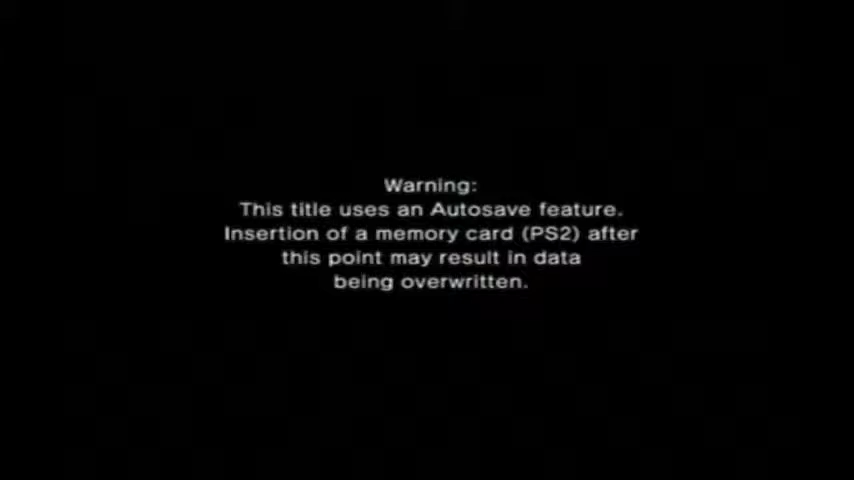 Warning:
This title uses an Autosave feature.
Insertion of a memory card (PS2) after
this point may result in data
being overwritten.